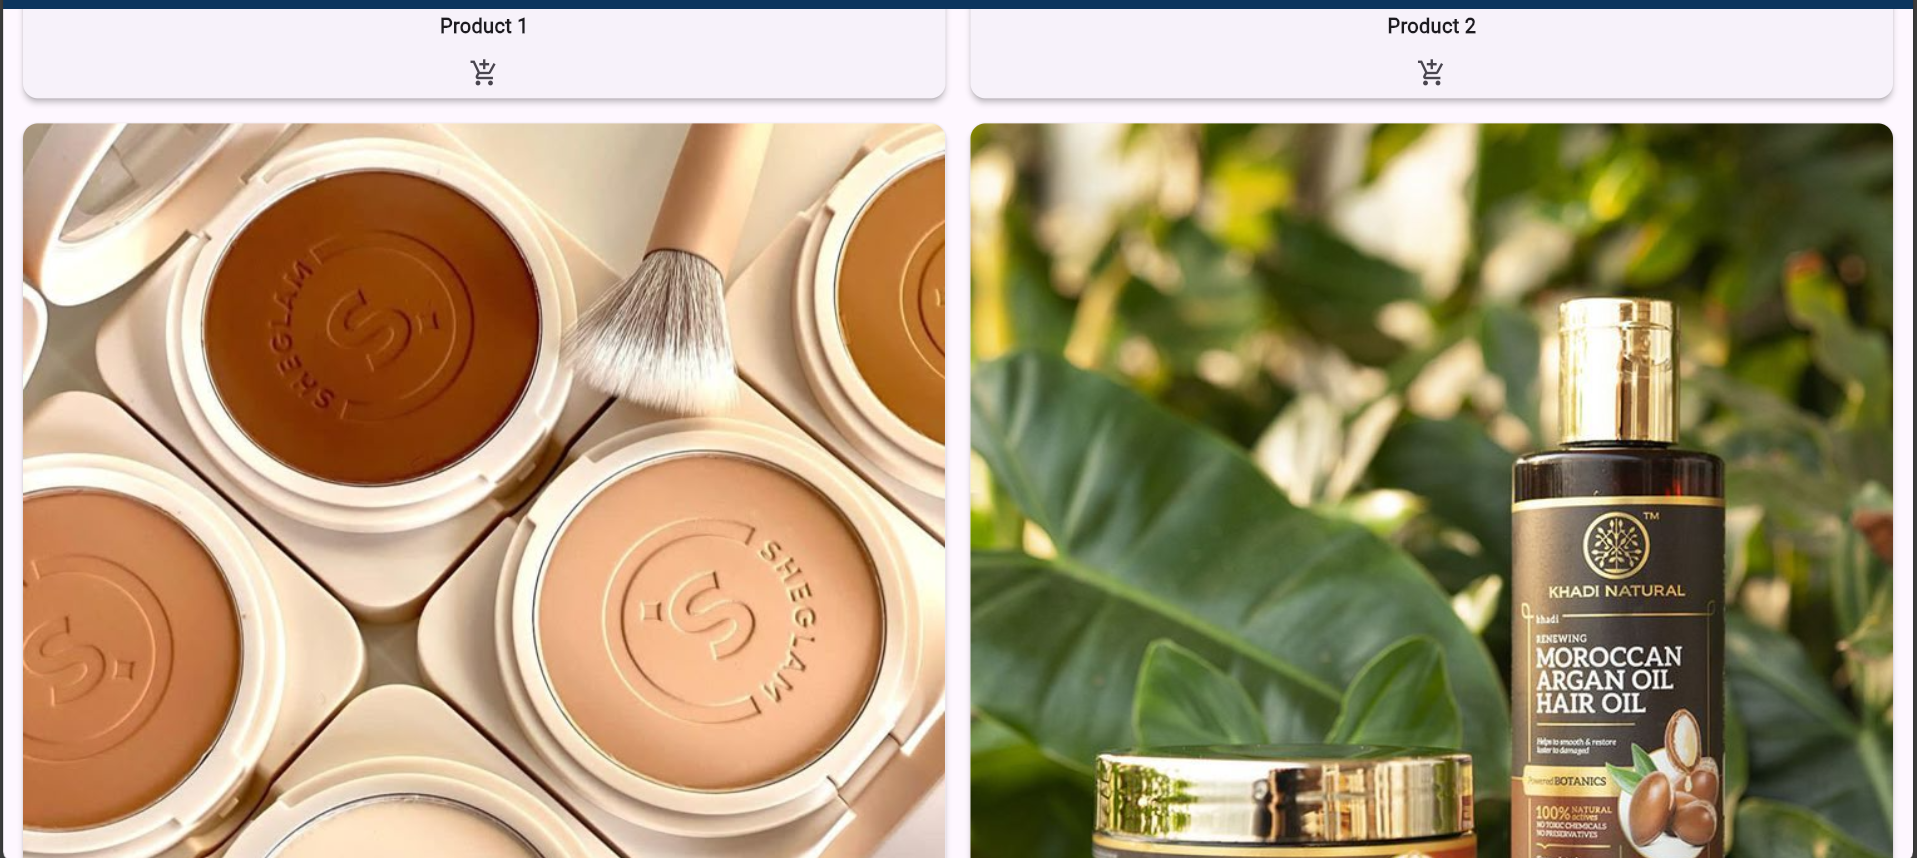 Product 1
Product 2
SHEGLAM
S
SHEGLAM
S
S
TM
KHADI NATURAL
khadi
RENEWING
MOROCCAN
ARGAN OIL
HAIR OIL
Helps to smooth & restore
luster to damaged
Powered BOTANICS
100% NATURAL
actives
NO TOXIC CHEMICALS
NO PRESERVATIVES